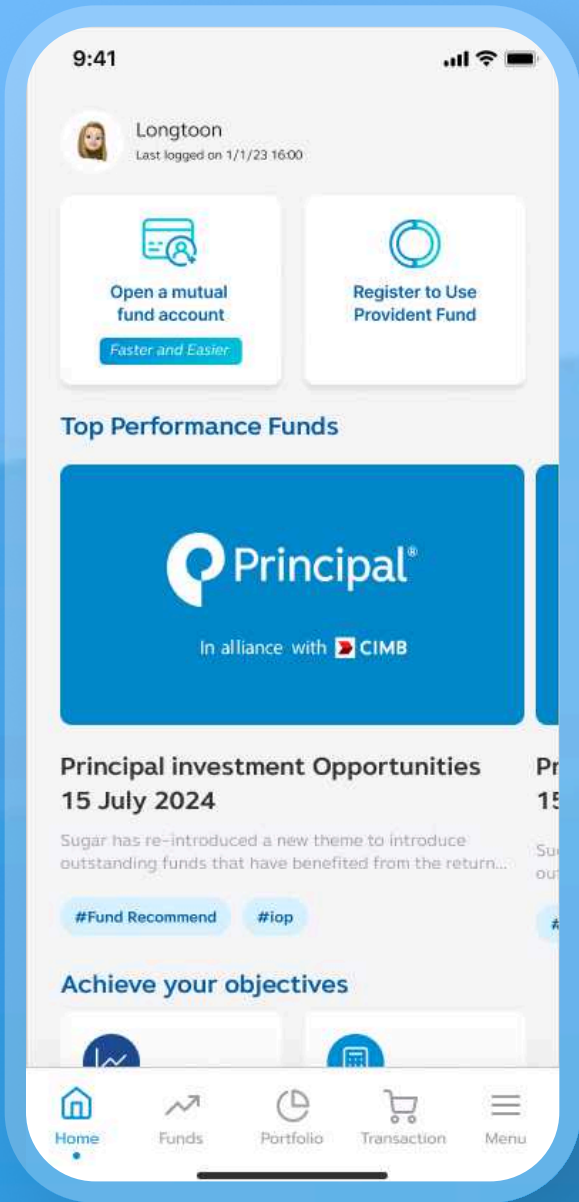 9:41
Longtoon
Last logged on 1/1/23 16:00
Open a mutual
fund account
Faster and Easier
Register to Use
Provident Fund
Top Performance Funds
Principal®
In alliance with CIMB
Principal investment Opportunities
15 July 2024
Sugar has re-introduced a new theme to introduce
outstanding funds that have benefited from the return...
#Fund Recommend
#iop
Achieve your objectives
Home
Funds
Portfolio
Transaction
Menu